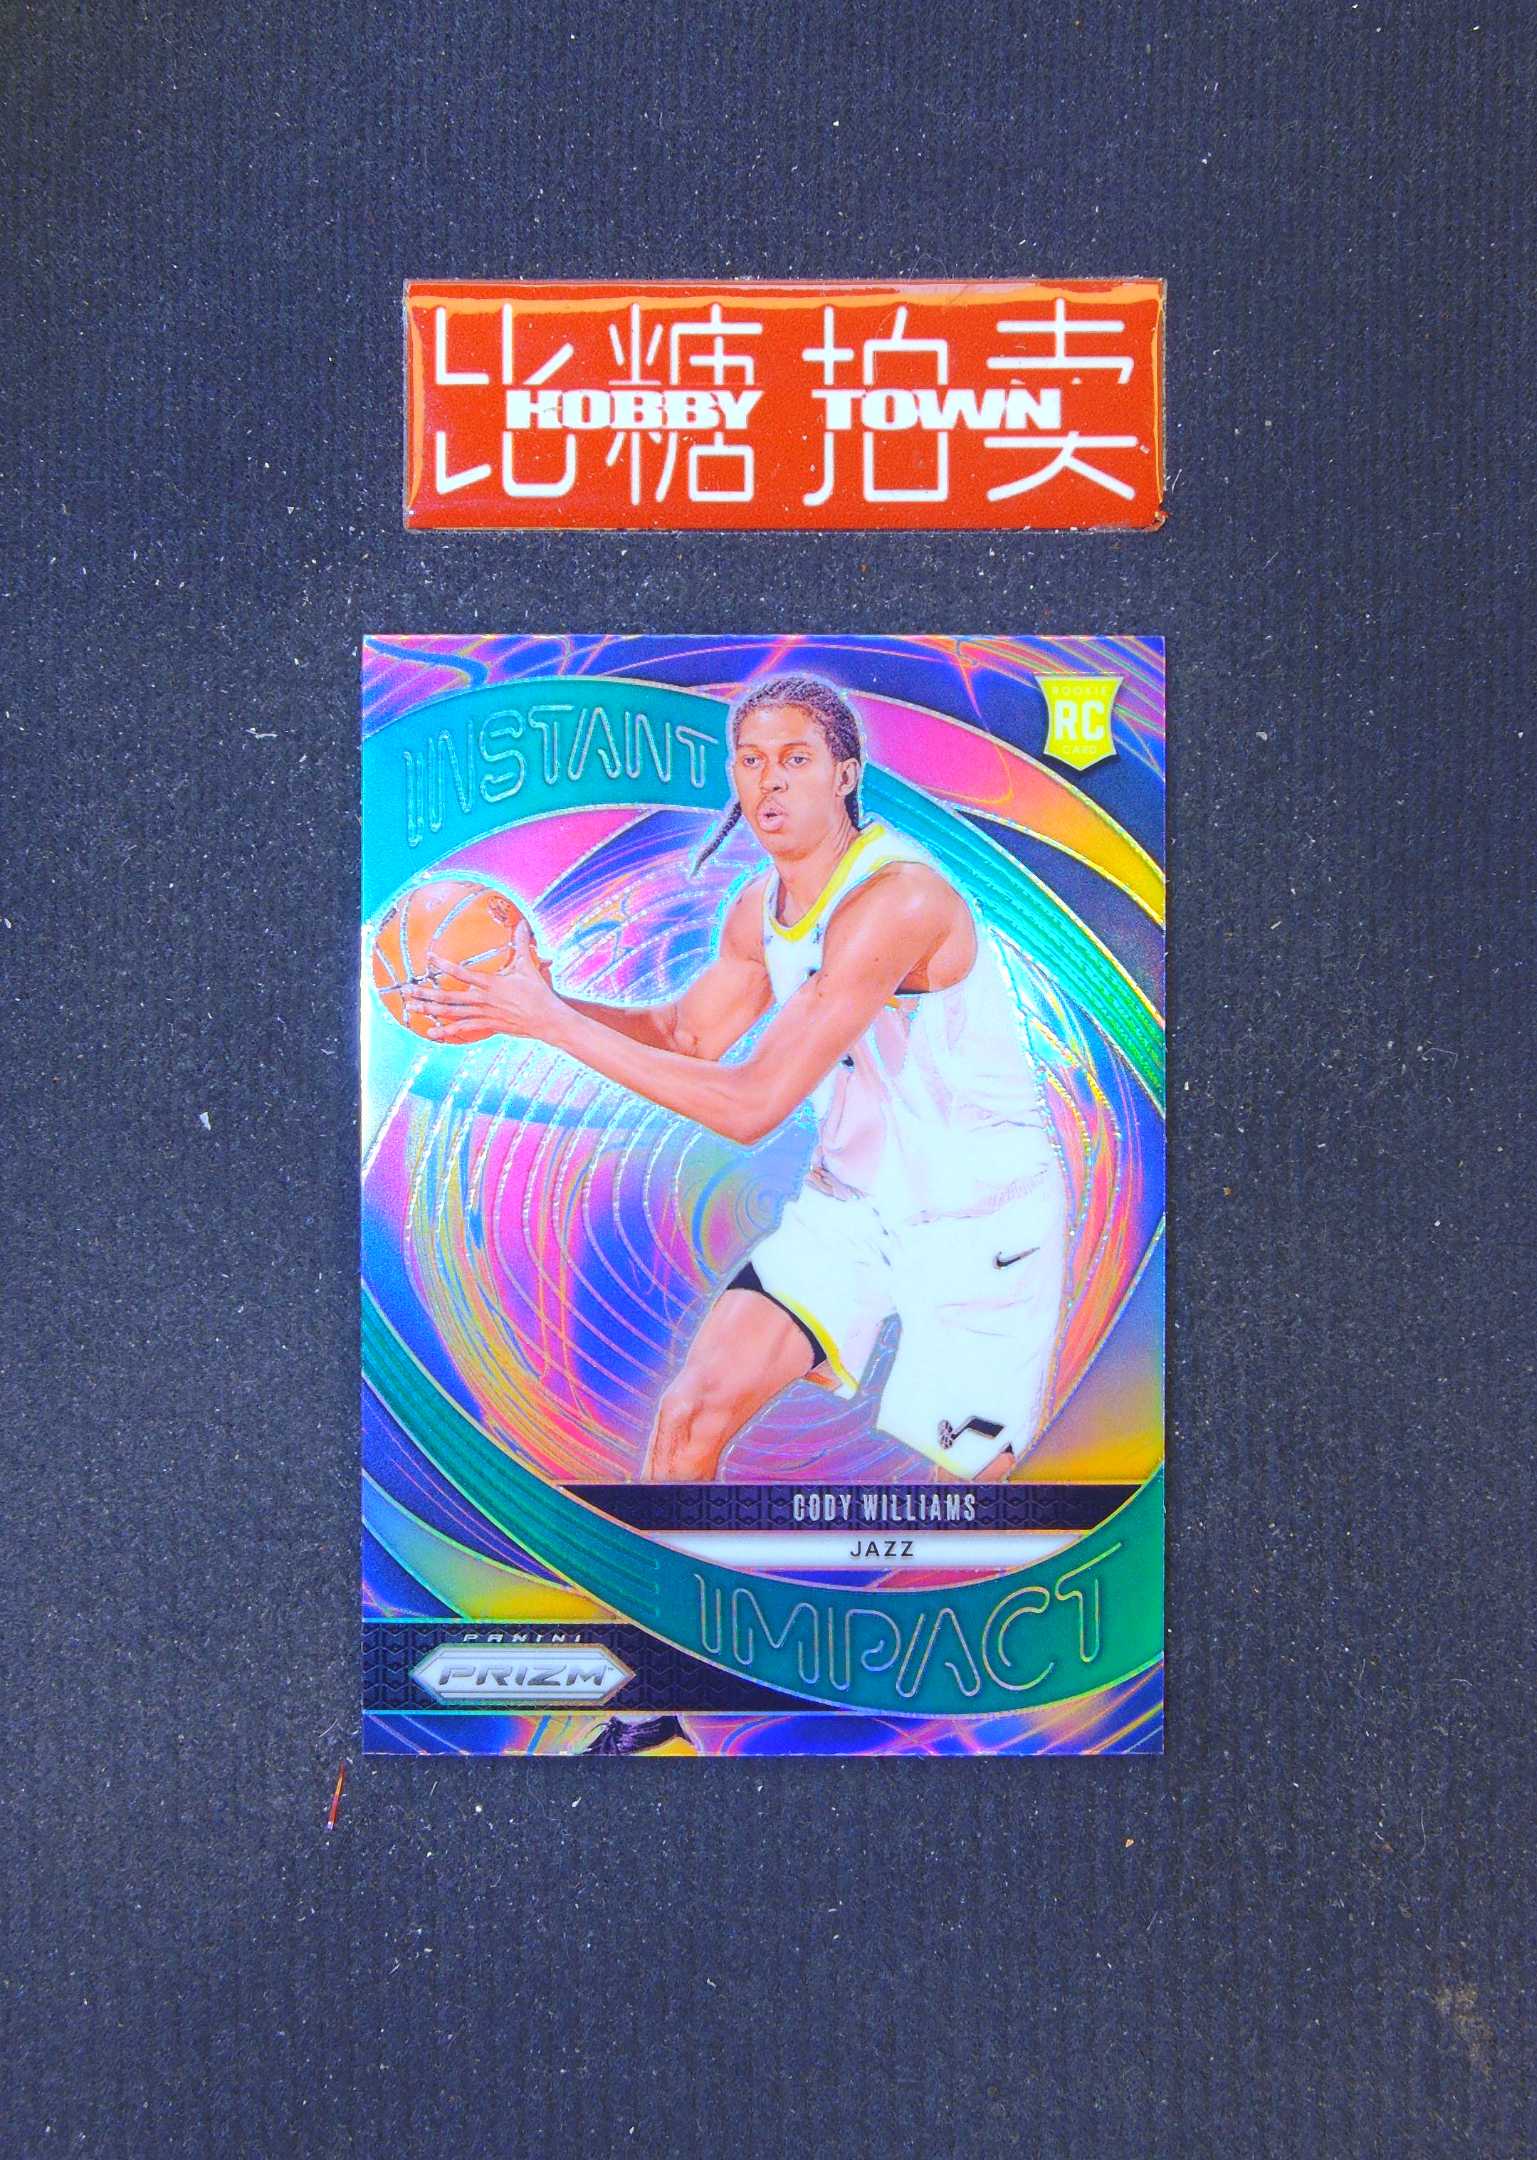 比糖拍卖
HOBBY TOWN
INSTANT
ROOKIE
RC
CARD
CODY WILLIAMS
JAZZ
IMPACT
PANINI
PRIZM